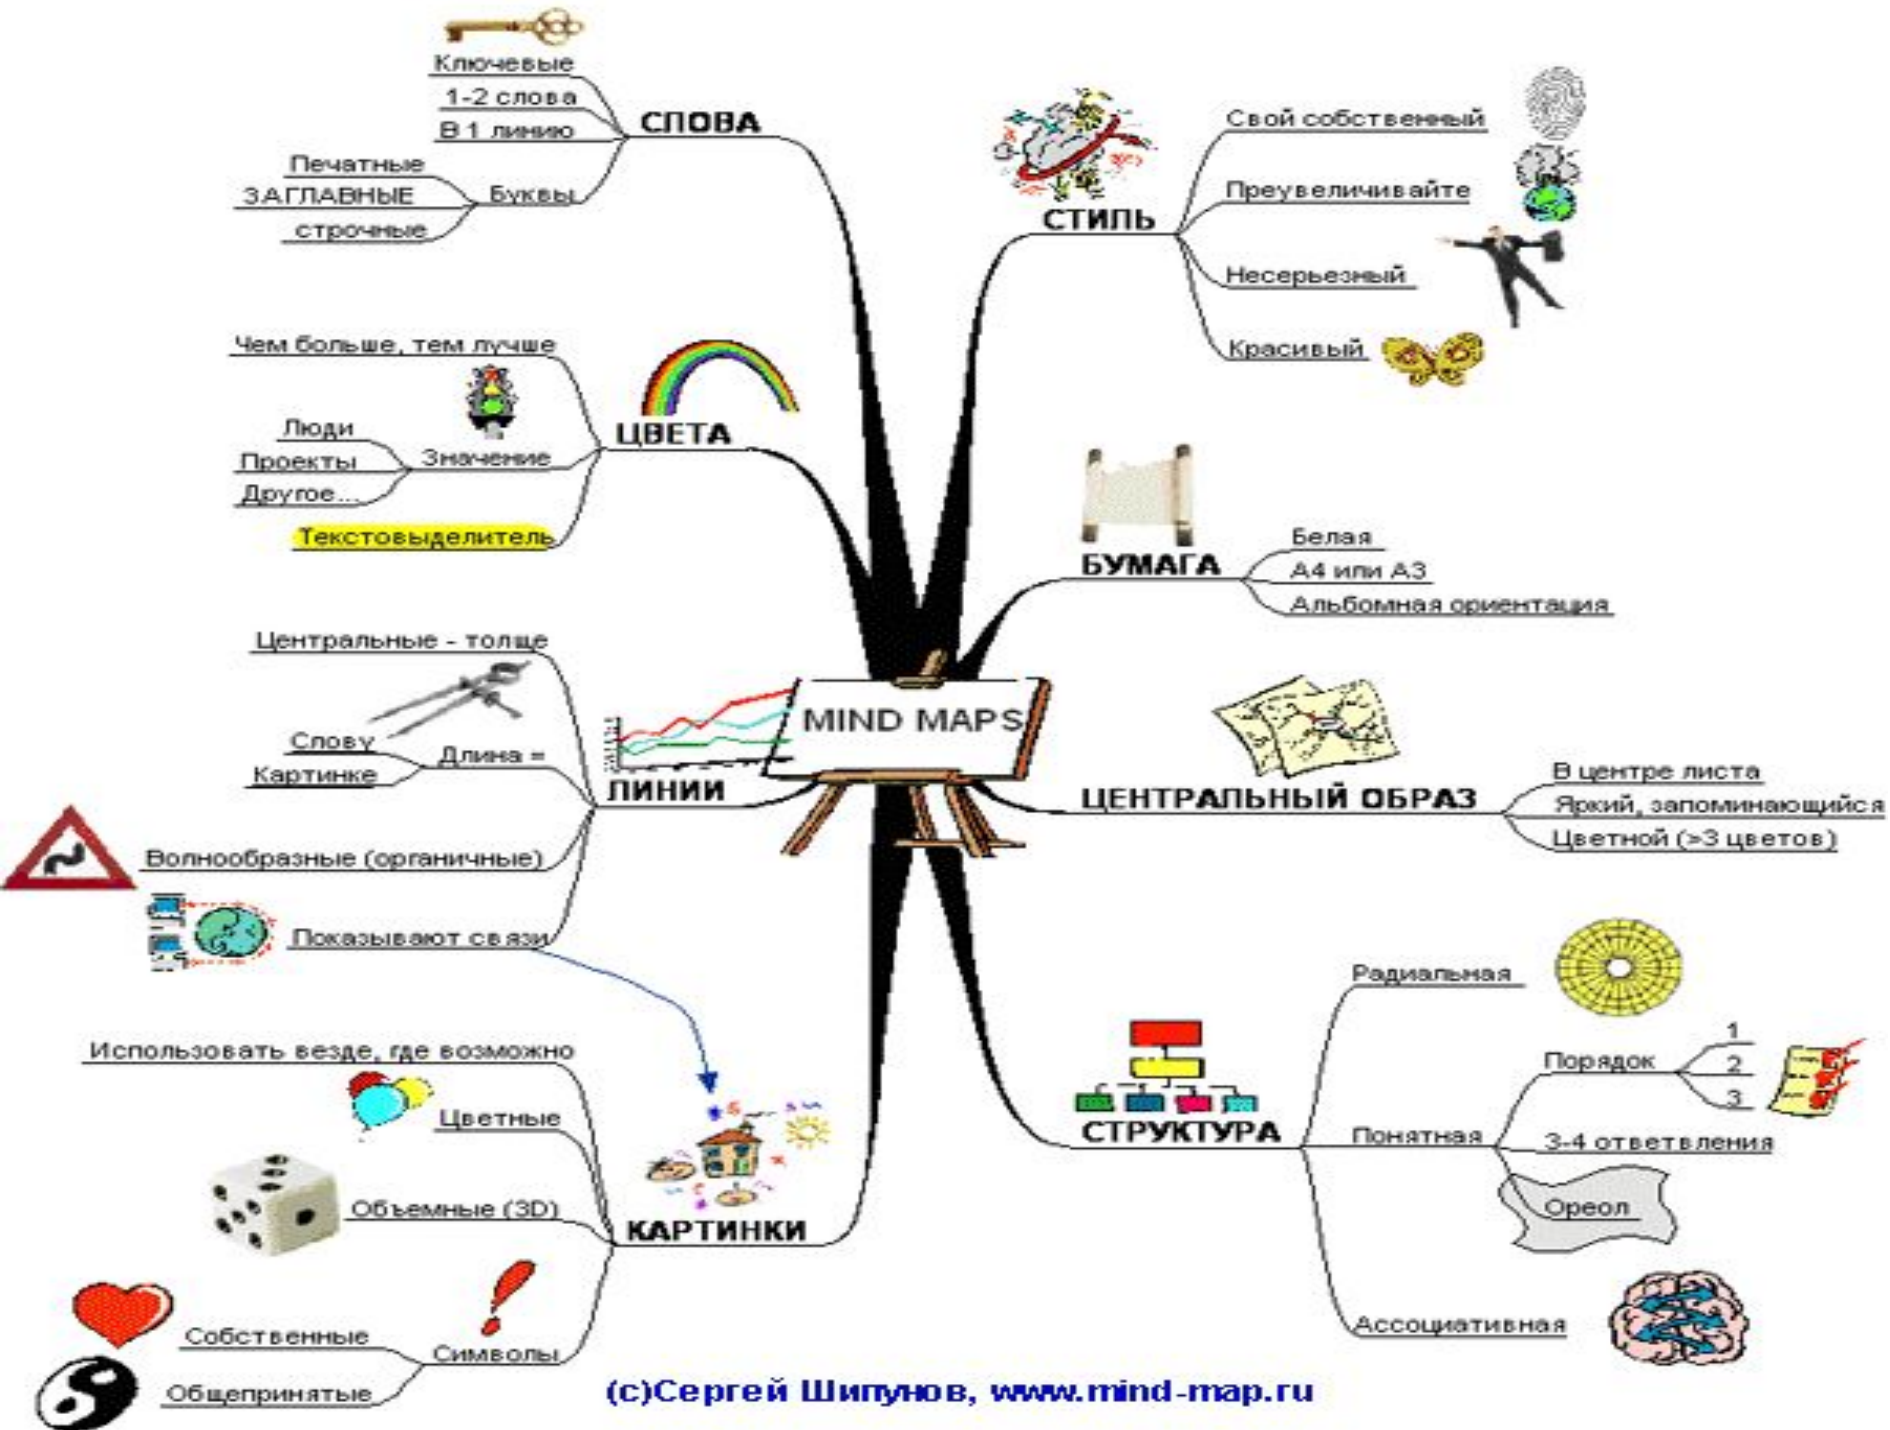 Ключевые
1-2 слова
В 1 линию
СЛОВА
Печатные
ЗАГЛАВНЫЕ
строчные
Буквы
Чем больше, тем лучше
ЦВЕТА
Люди
Проекты
Другое...
Значение
Текстовыделитель
Центральные - толще
Слову
Картинке
Длина =
ЛИНИИ
Волнообразные (органичные)
Показывают связи
Использовать везде, где возможно
Цветные
Объемные (3D)
КАРТИНКИ
Собственные
Общепринятые
Символы
MIND MAPS
СТИЛЬ
Свой собственный
Преувеличивайте
Несерьезный
Красивый
БУМАГА
Белая
А4 или А3
Альбомная ориентация
ЦЕНТРАЛЬНЫЙ ОБРАЗ
В центре листа
Яркий, запоминающийся
Цветной (>3 цветов)
СТРУКТУРА
Радиальная
Понятная
Порядок
1
2
3
3-4 ответвления
Ореол
Ассоциативная
(c)Сергей Шипунов, www.mind-map.ru